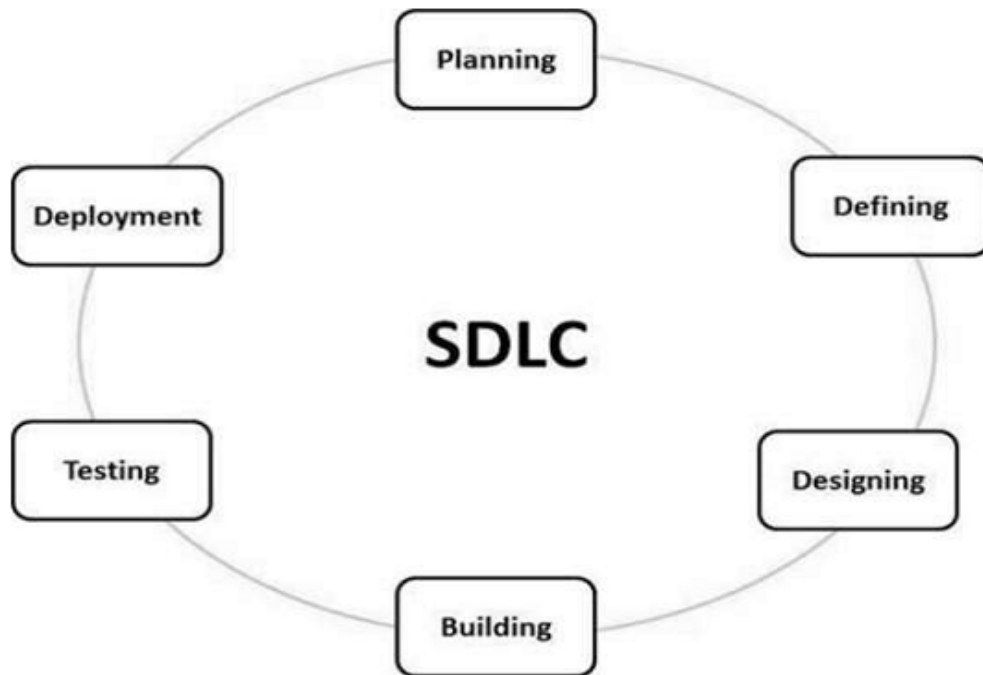 Planning
Defining
Designing
Building
Testing
Deployment
SDLC